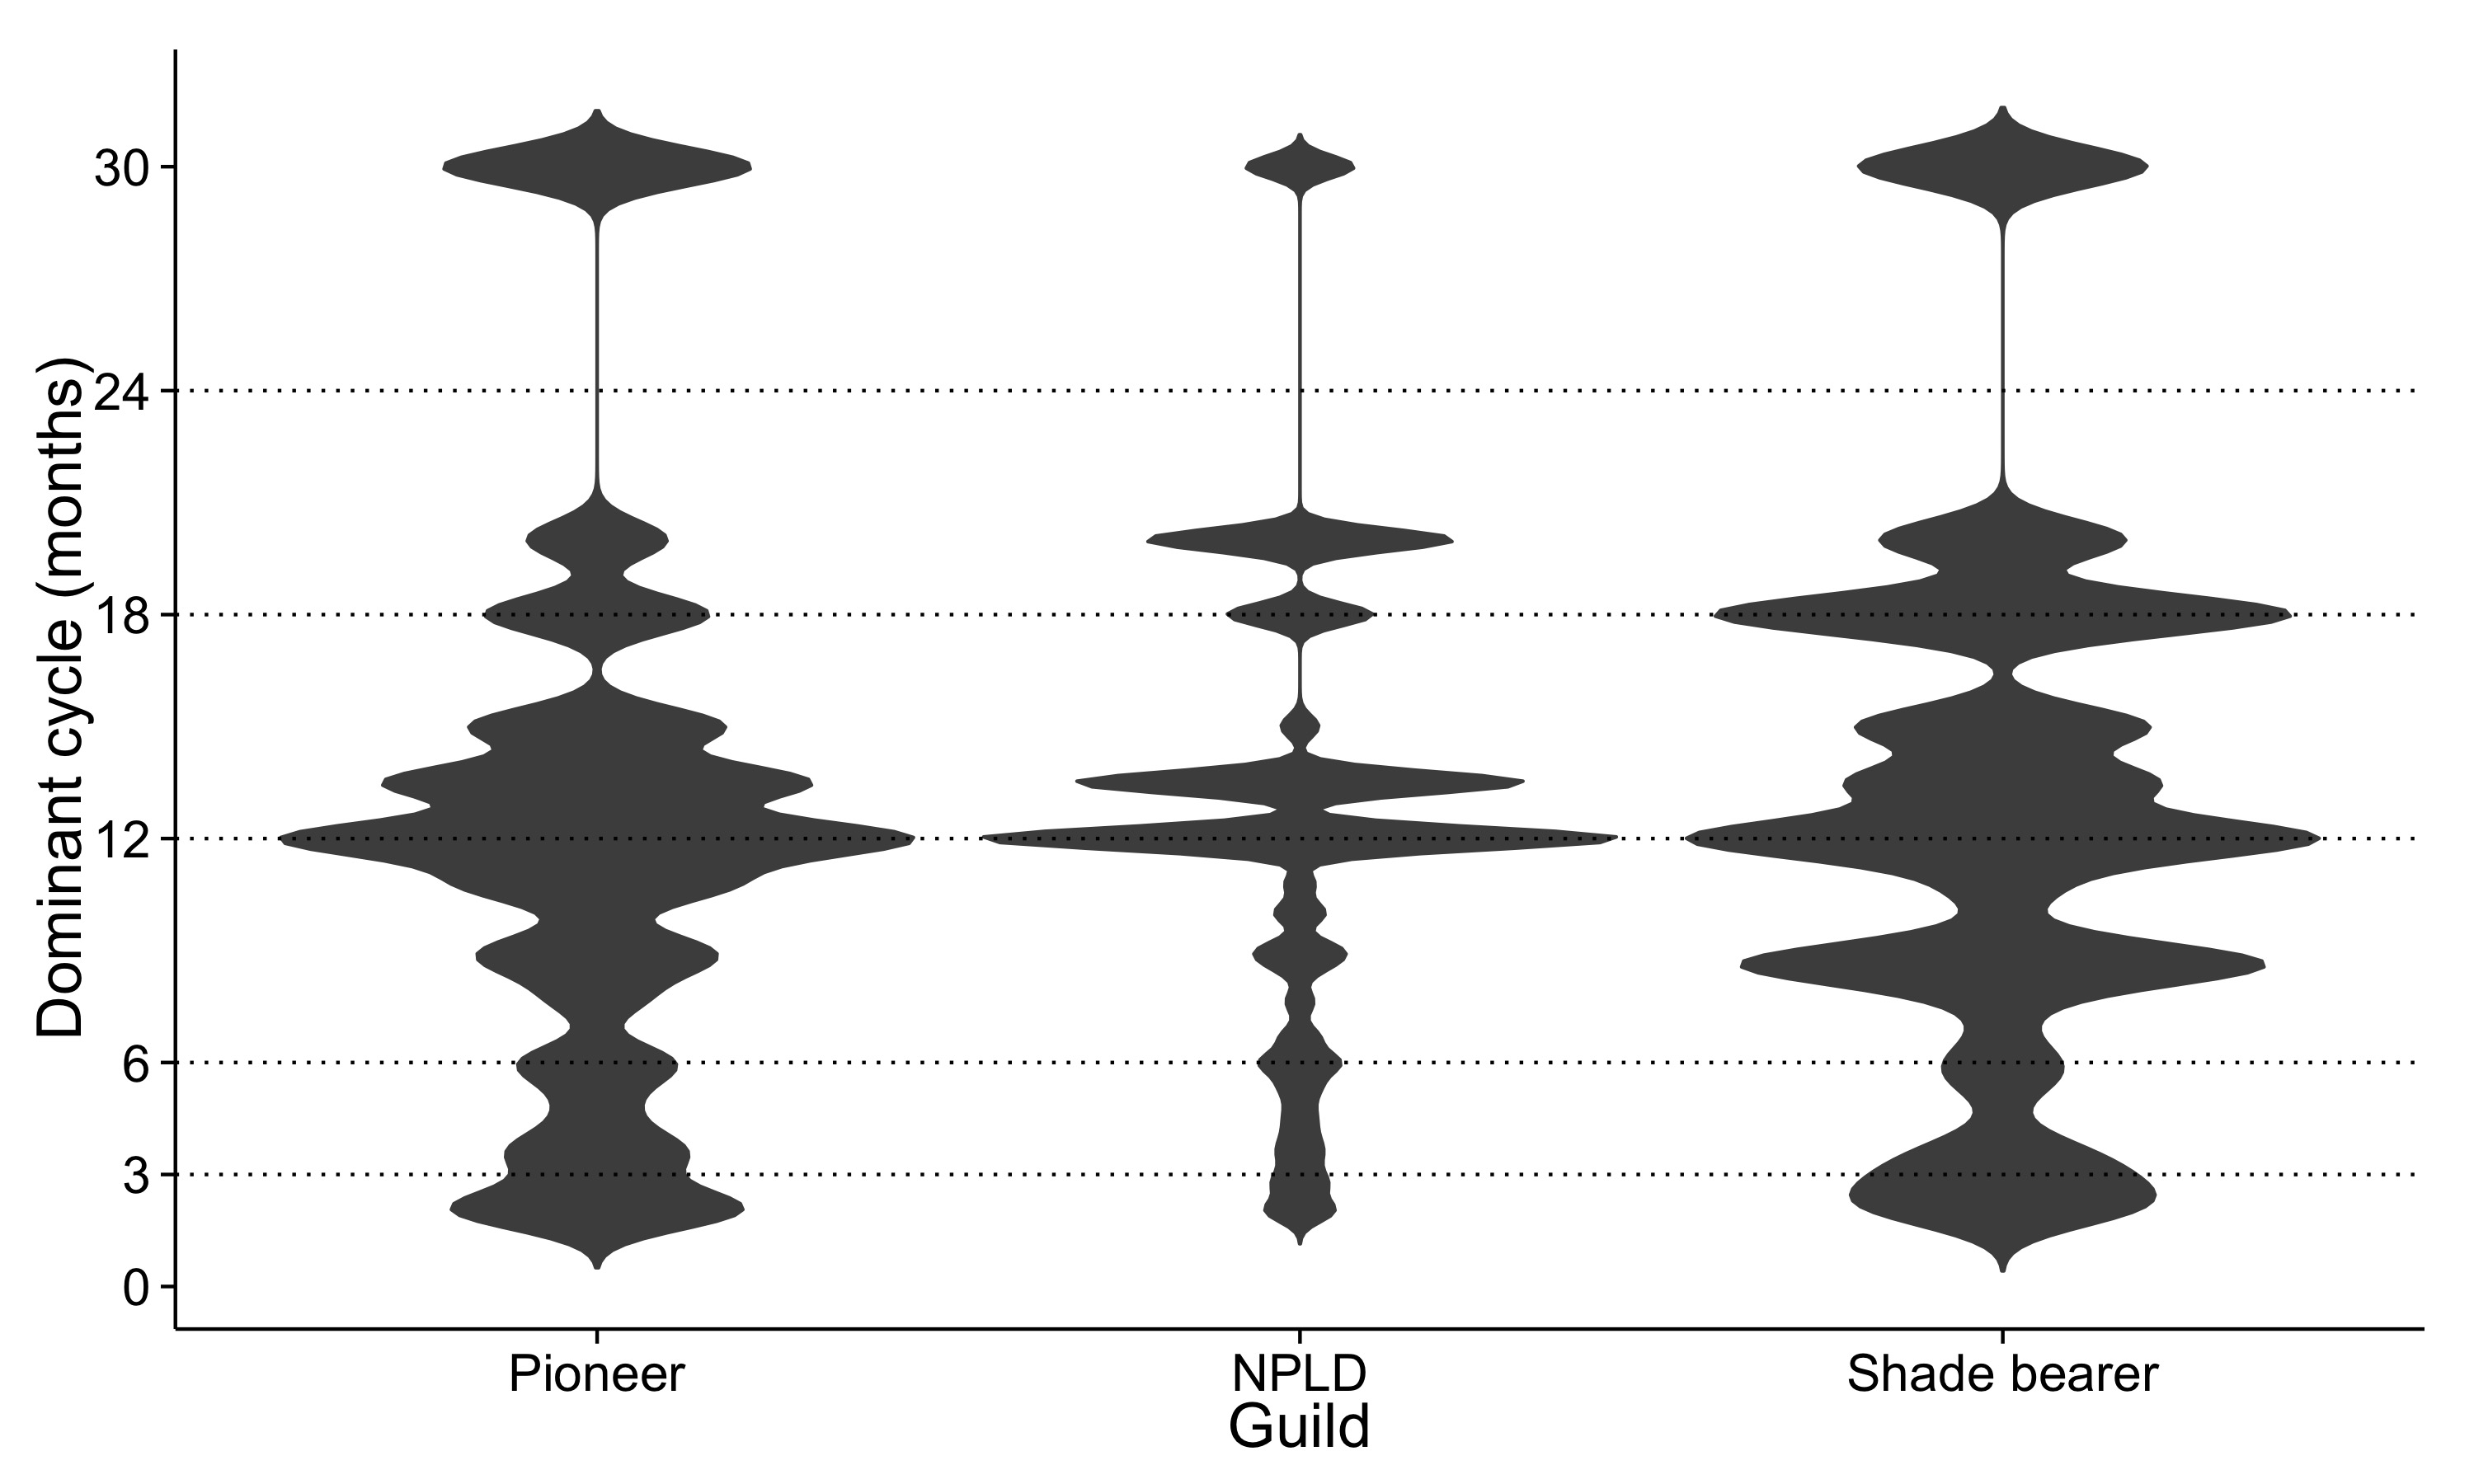 Dominant cycle (months)
30
24
18
12
6
3
0
Pioneer
NPLD
Shade bearer
Guild